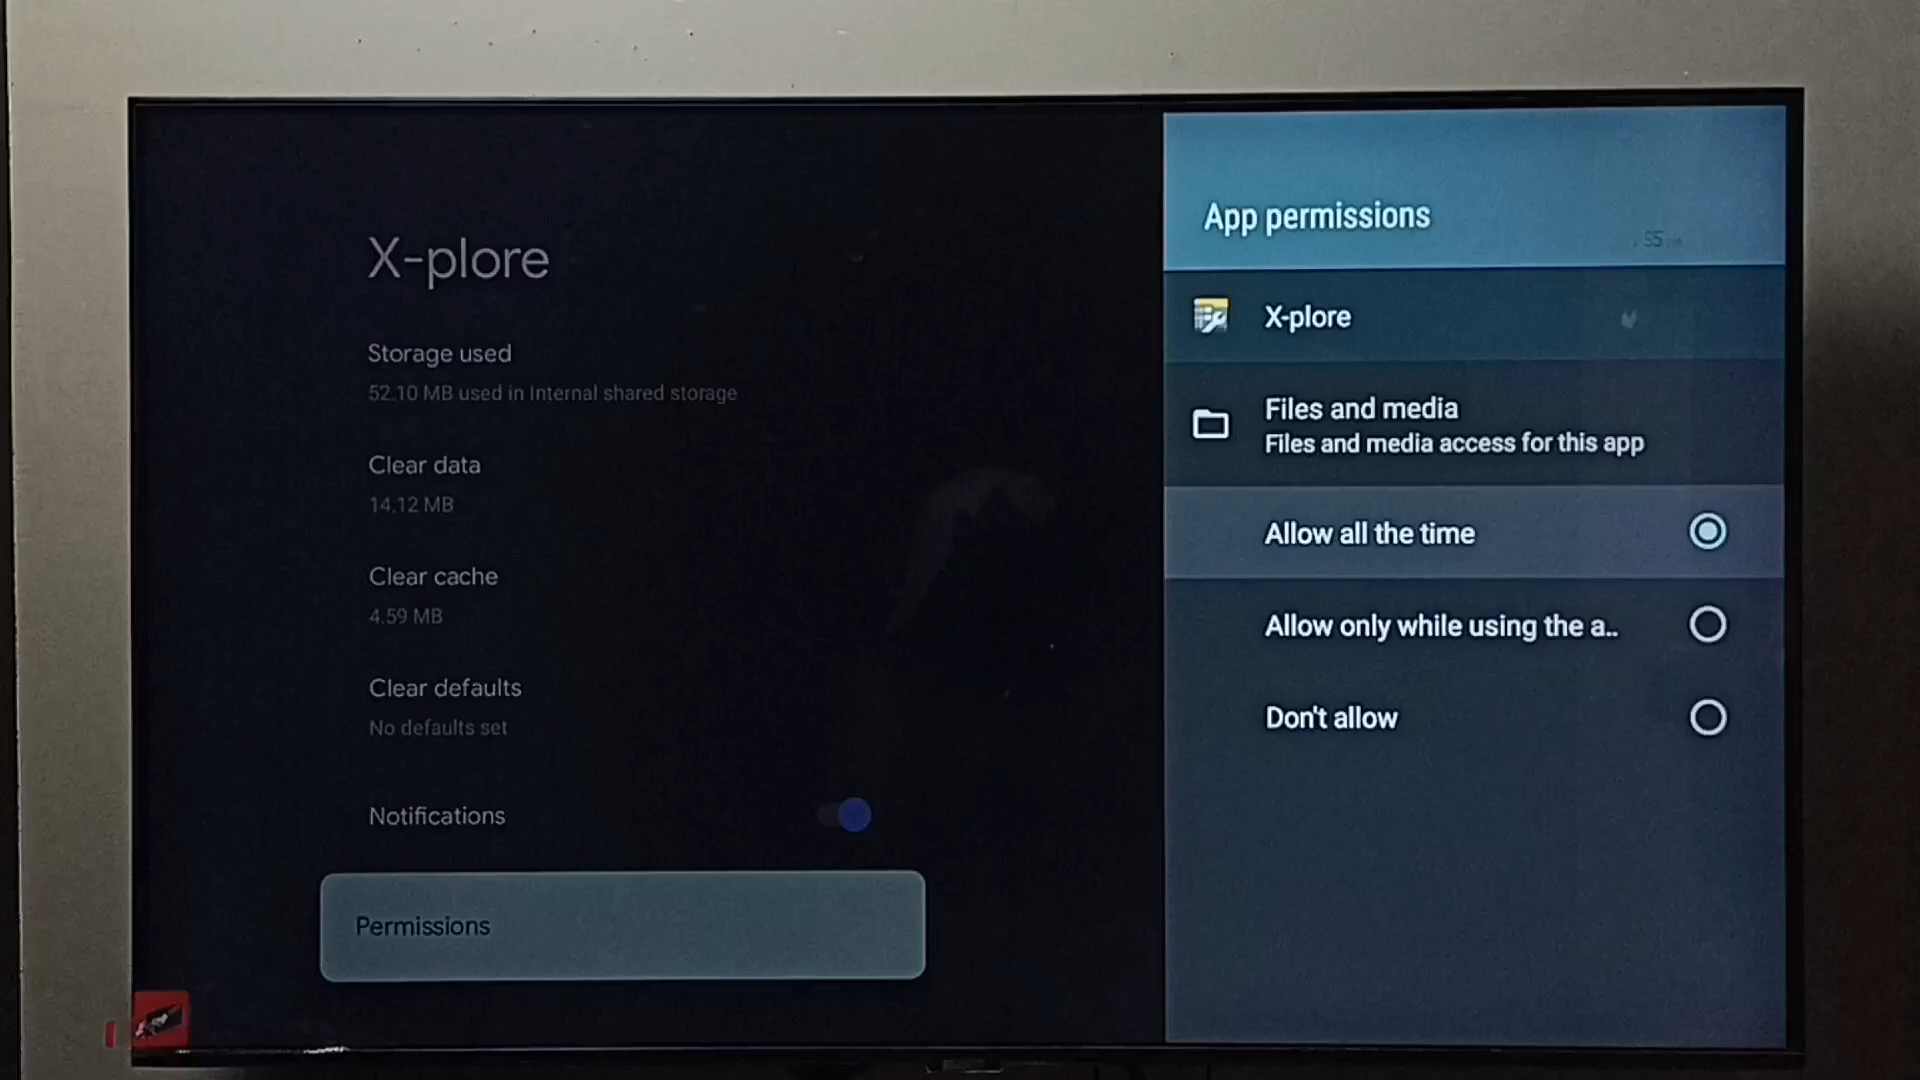 X-plore
Storage used
52.10 MB used in Internal shared storage
Clear data
14.12 MB
Clear cache
4.59 MB
Clear defaults
No defaults set
Notifications
Permissions
App permissions
X-plore
Files and media
Files and media access for this app
Allow all the time
Allow only while using the a..
Don't allow